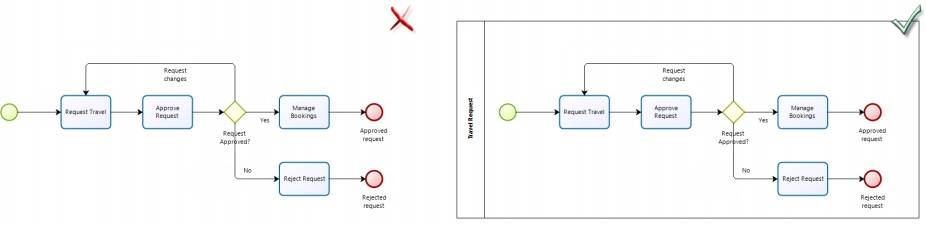 Request
changes
Request Travel
Approve
Request
Request
Approved?
Yes
Manage
Bookings
Approved
request
No
Reject Request
Rejected
request
Travel Request
Request
changes
Request Travel
Approve
Request
Request
Approved?
Yes
Manage
Bookings
Approved
request
No
Reject Request
Rejected
request